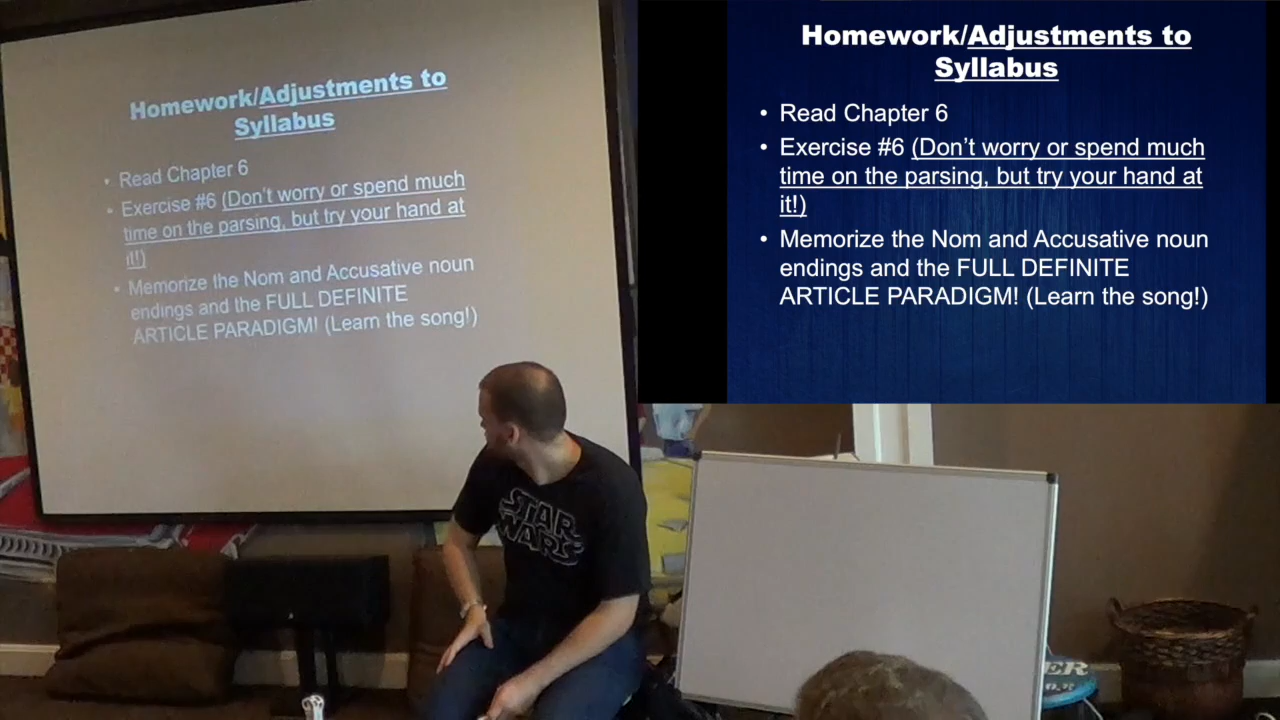 Homework/Adjustments to
Syllabus
• Read Chapter 6
• Exercise #6 (Don't worry or spend much
time on the parsing, but try your hand at
it!)
• Memorize the Nom and Accusative noun
endings and the FULL DEFINITE
ARTICLE PARADIGM! (Learn the song!)
Homework/Adjustments to
Syllabus
• Read Chapter 6
• Exercise #6 (Don’t worry or spend much
time on the parsing, but try your hand at
it!)
• Memorize the Nom and Accusative noun
endings and the FULL DEFINITE
ARTICLE PARADIGM! (Learn the song!)
STAR
WARS